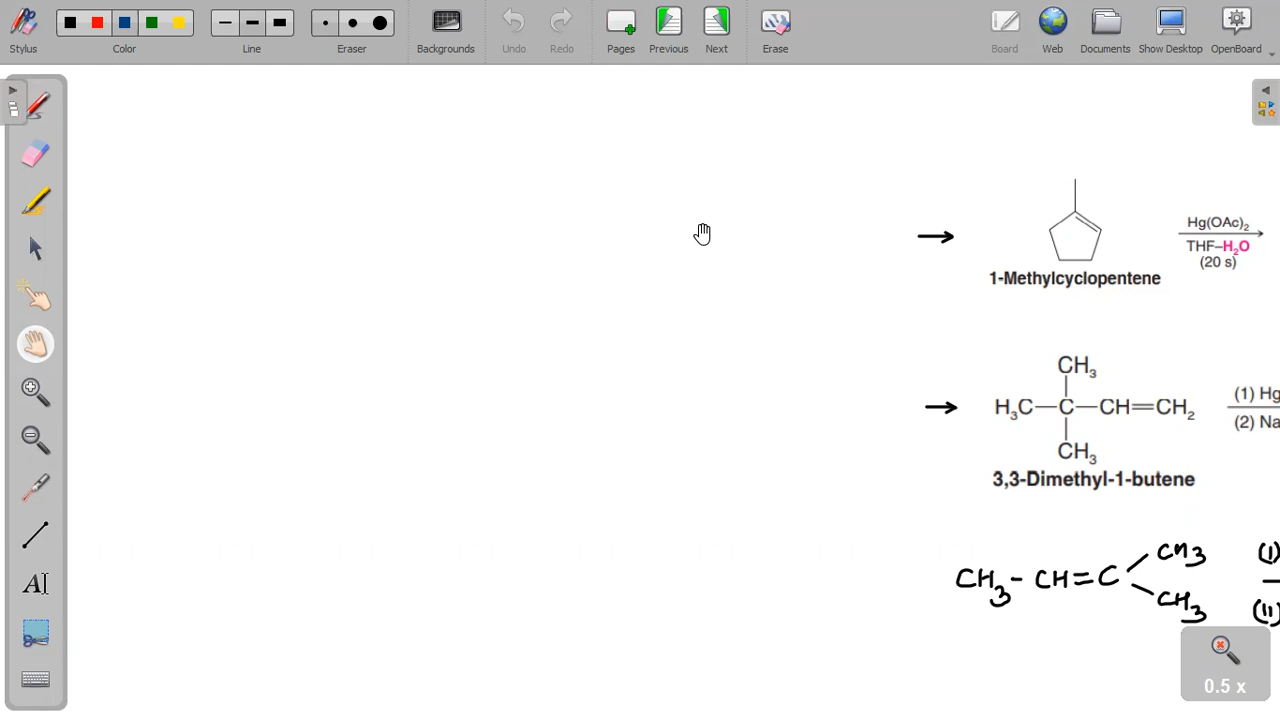 Stylus
Color
Line
Eraser
Backgrounds
Undo
Redo
Pages
Previous
Next
Erase
Board
Web
Documents
Show Desktop
OpenBoard
Hg(OAc)2
THF–H2O
(20 s)
1-Methylcyclopentene
CH3
H3C—C—CH=CH2
CH3
(1) Hg
(2) Na
3,3-Dimethyl-1-butene
CH3 - CH = C
CH3
CH3
(I)
(II)
0.5 x